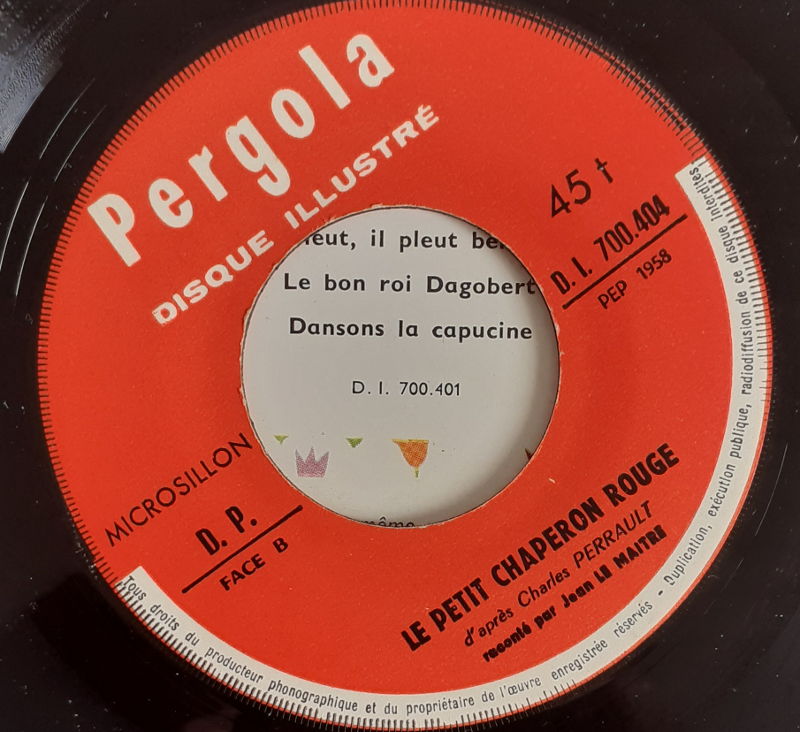 Pergola
DISQUE ILLUSTRÉ
45 t
D. I. 700.404
PEP 1958
il pleut
Le bon roi Dagobert
Dansons la capucine
D. I. 700.401
MICROSILLON
D. P.
FACE B
LE PETIT CHAPERON ROUGE
d'après Charles PERRAULT
raconté par Jean LE MAITRE
Tous droits du producteur phonographique et du propriétaire de l'œuvre enregistrée réservés - Duplication, exécution publique, radiodiffusion de ce disque interdites